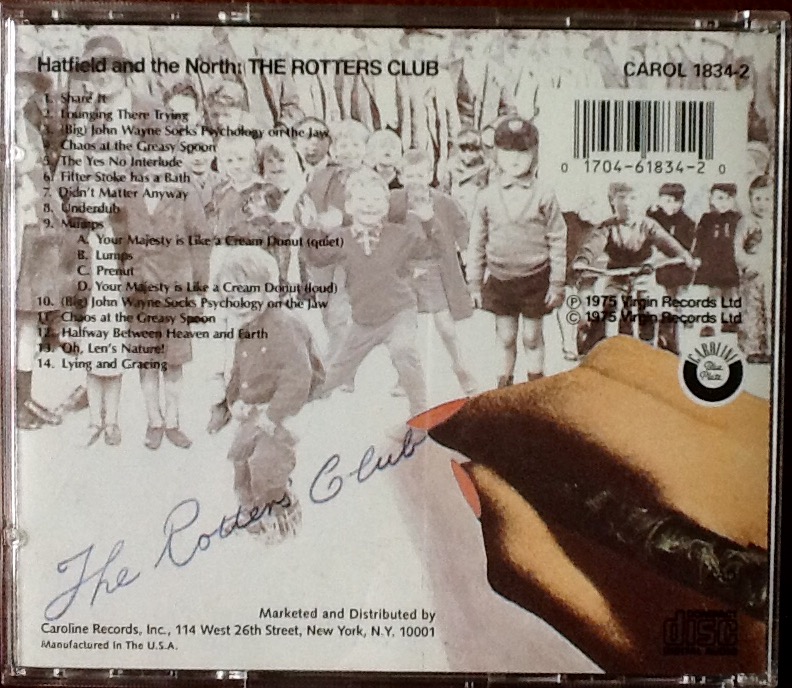 Hatfield and the North: THE ROTTERS CLUB
CAROL 1834-2
1. Share It
2. Lounging There Trying
3. (Big) John Wayne Socks Psychology on the Jaw
4. Chaos at the Greasy Spoon
5. The Yes No Interlude
6. Fitter Stoke has a Bath
7. Didn't Matter Anyway
8. Underdub
9. Mumps
A. Your Majesty is Like a Cream Donut (quiet)
B. Lumps
C. Prenut
D. Your Majesty is Like a Cream Donut (loud)
10. (Big) John Wayne Socks Psychology on the Jaw
11. Chaos at the Greasy Spoon
12. Halfway Between Heaven and Earth
13. Oh, Len's Nature!
14. Lying and Gracing
0 1704-61834-2 0
Ⓟ 1975 Virgin Records Ltd
© 1975 Virgin Records Ltd
CAROLINE
Blue
Plate
The Rotters Club
Marketed and Distributed by
Caroline Records, Inc., 114 West 26th Street, New York, N.Y. 10001
Manufactured In The U.S.A.
disc